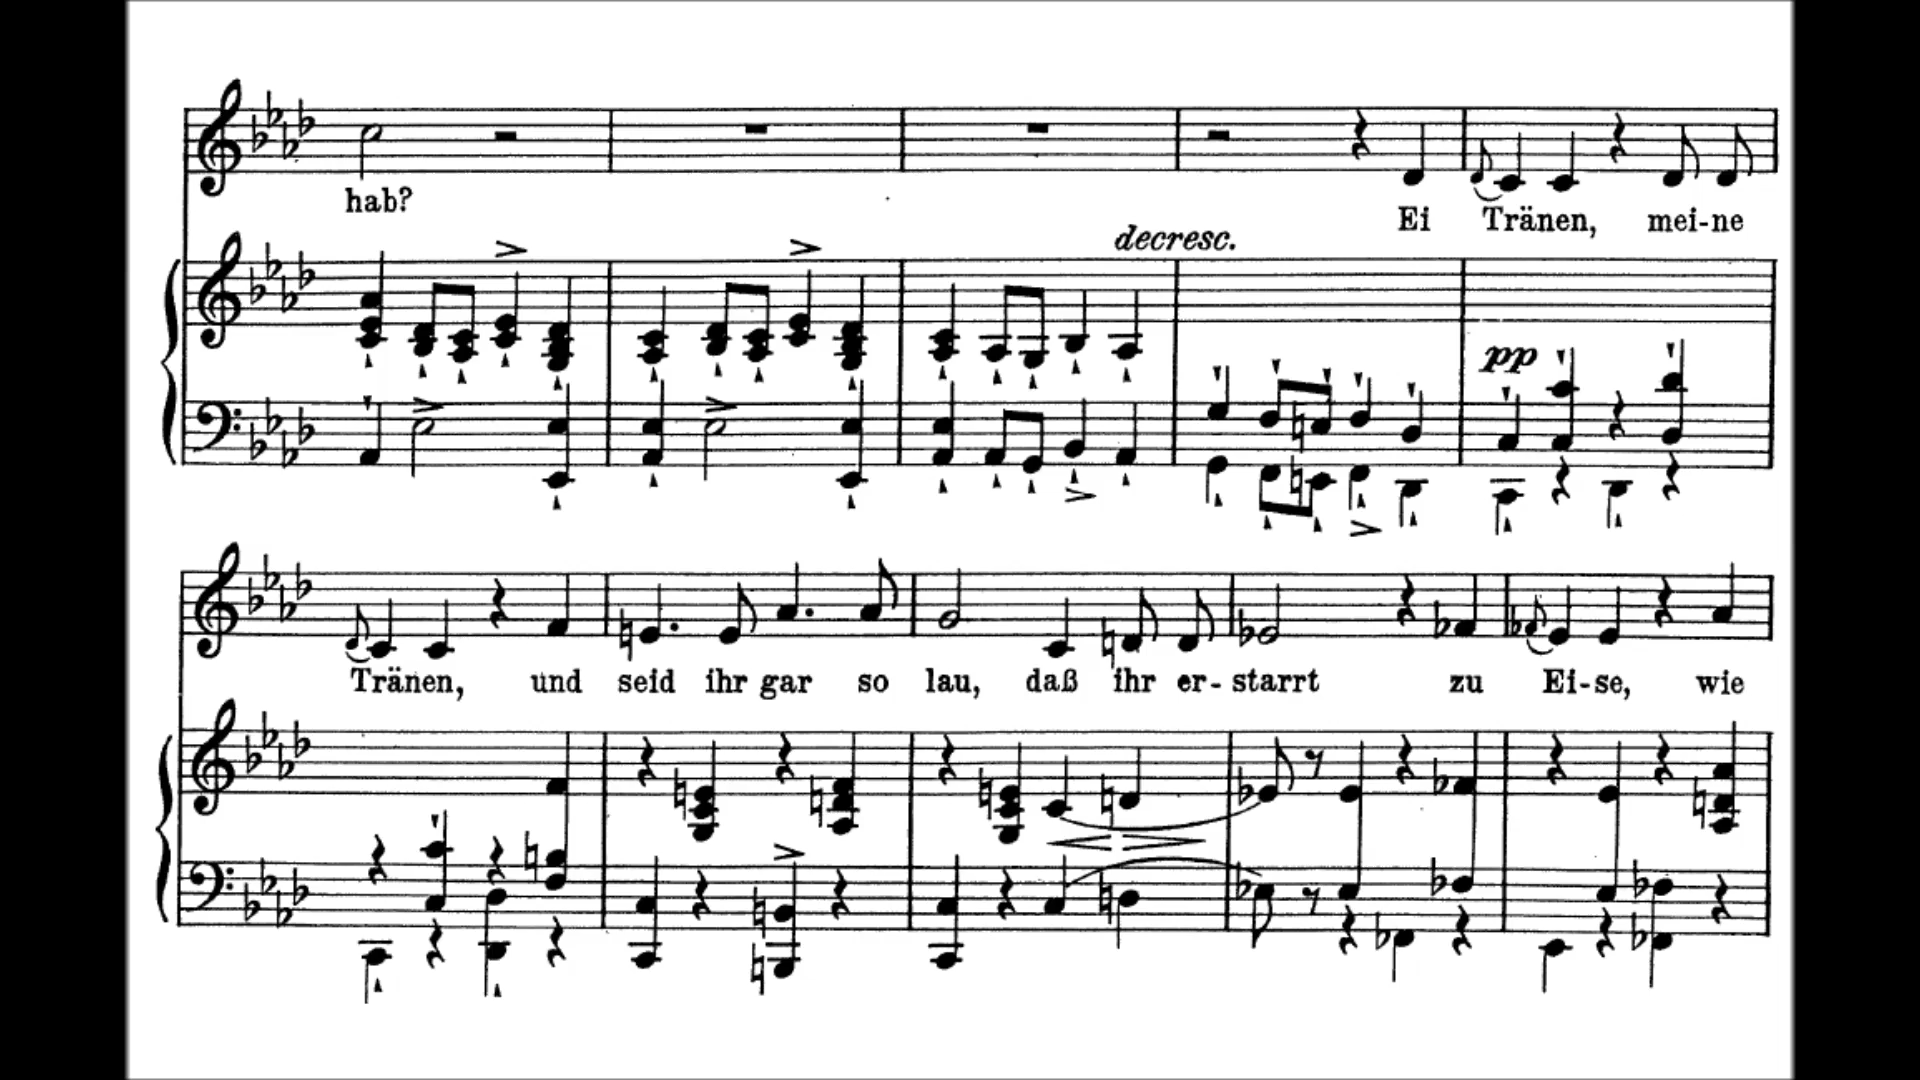 hab?
Ei Tränen, mei-ne
decresc.
pp
Tränen, und seid ihr gar so lau, daß ihr er-starrt zu Ei-se, wie